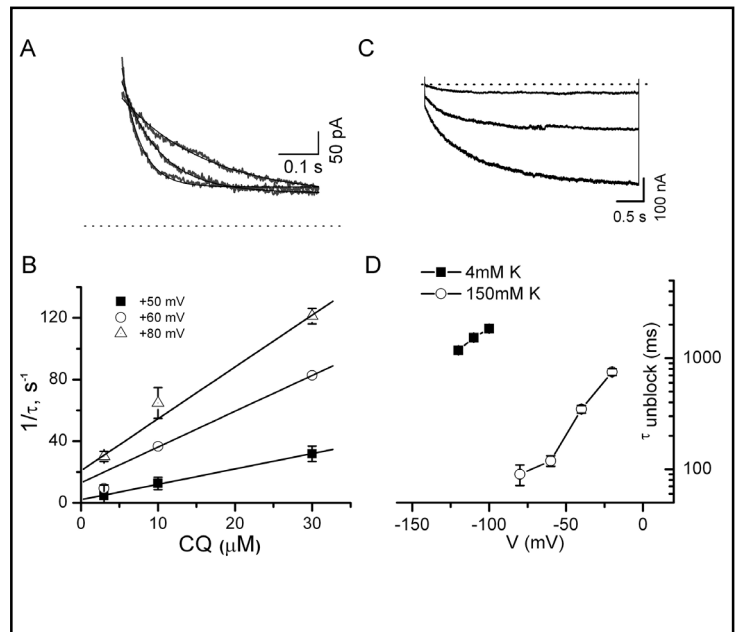 A
0.1 s
50 pA
C
0.5 s
100 nA
B
+50 mV
+60 mV
+80 mV
120
80
40
0
1/τ, s⁻¹
0 10 20 30
CQ (μM)
D
4mM K
150mM K
1000
100
τ unblock (ms)
-150 -100 -50 0
V (mV)